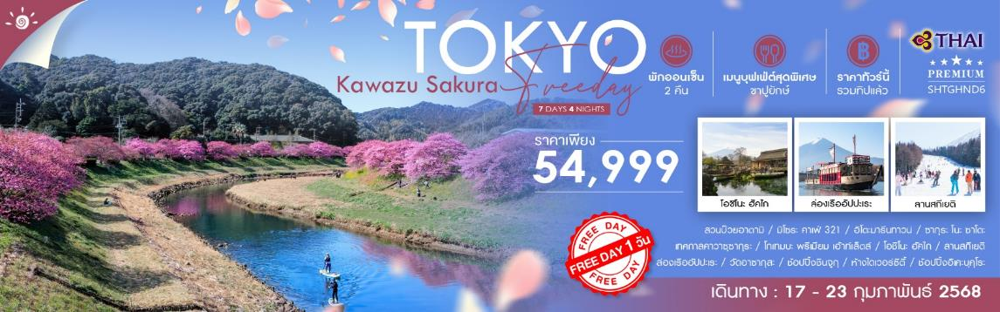 TOKYO
Kawazu Sakura Freeday
7 DAYS 4 NIGHTS
ราคาเพียง
54,999
FREE DAY
FREE DAY 1 วัน
FREE DAY
พักออนเซ็น
2 คืน
เมนูบุฟเฟ่ต์สุดพิเศษ
ขาปูยักษ์
ราคาทัวร์นี้
รวมทิปแล้ว
THAI
PREMIUM
SHTGHND6
โอชิโนะ ฮัคไก
ล่องเรืออัปปะเระ
ลานสกีเยติ
สวนบ๊วยอาตามิ / มิโซระ คาเฟ่ 321 / อิโตะมารีนทาวน์ / ซากุระ โนะ ซาโตะ
เทศกาลคาวาซุซากุระ / โกเทมบะ พรีเมียม เอ้าท์เล็ตส์ / โอชิโนะ ฮัคไก / ลานสกีเยติ
ล่องเรืออัปปะเระ / วัดอาซากุสะ / ช้อปปิ้งชินจูกุ / ห้างไดเวอร์ซิตี้ / ช้อปปิ้งอิเคะบุคุโระ
เดินทาง : 17 - 23 กุมภาพันธ์ 2568